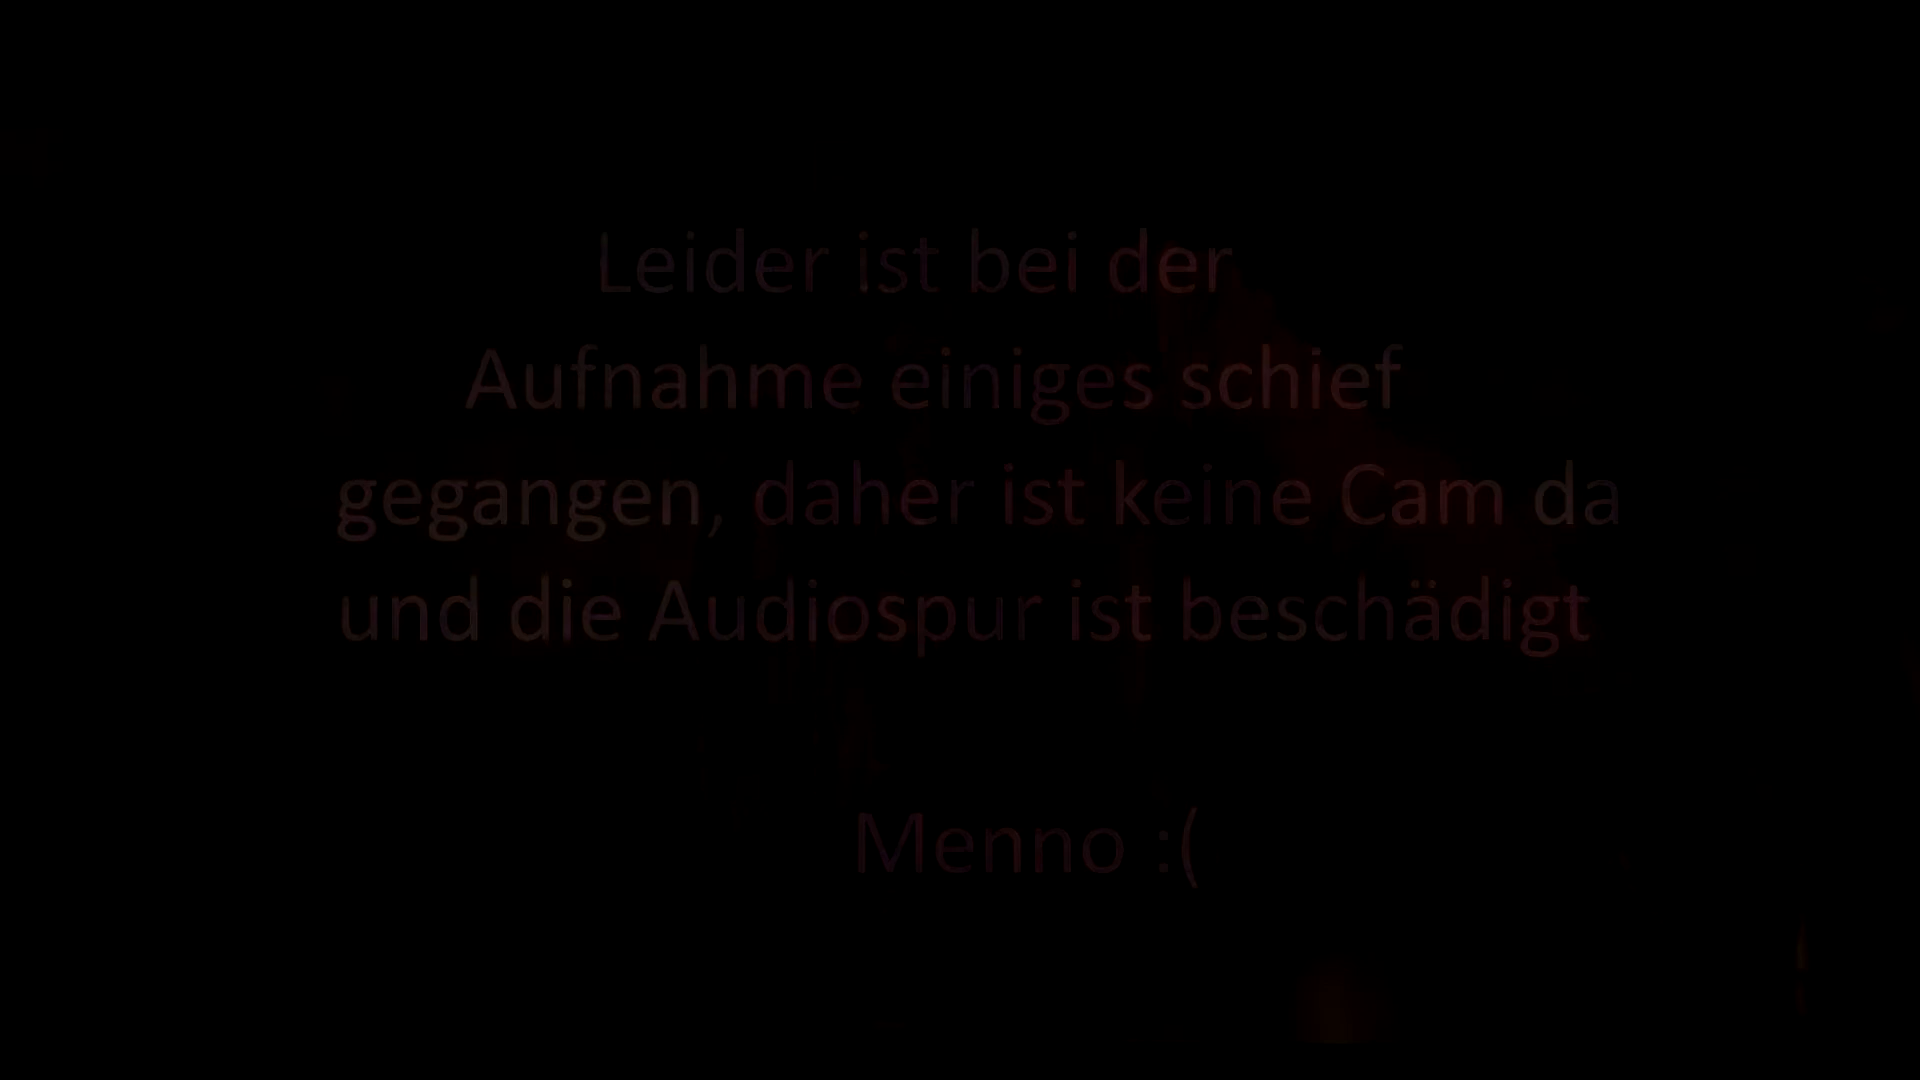 Leider ist bei der
Aufnahme einiges schief
gegangen, daher ist keine Cam da
und die Audiospur ist beschädigt
Menno :(